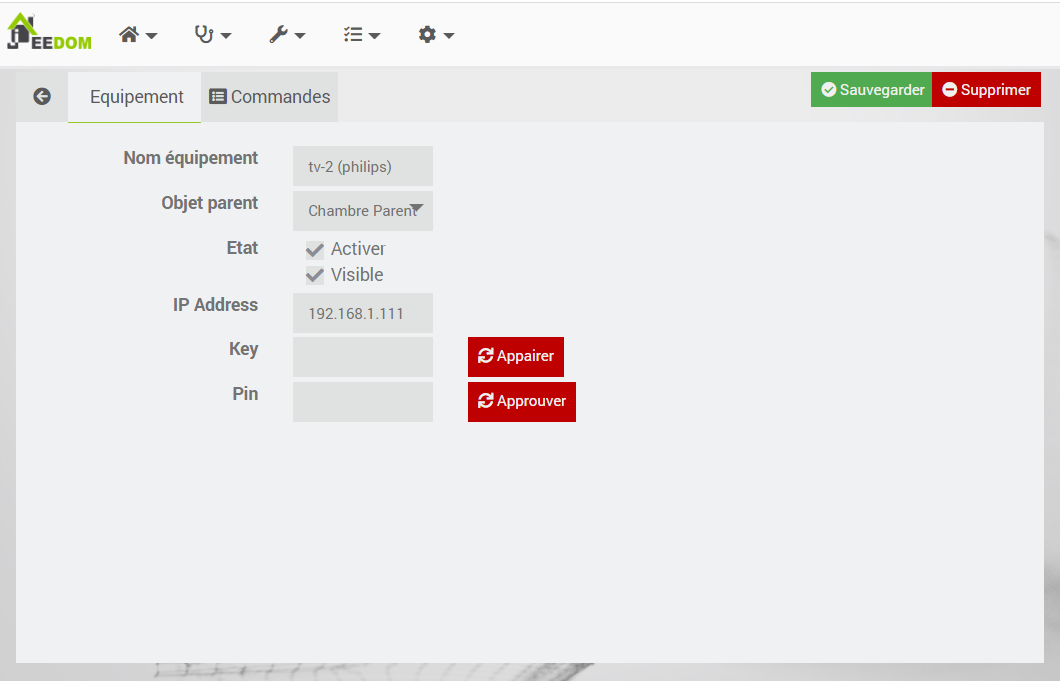 JEEDOM
Equipement
Commandes
Sauvegarder
Supprimer
Nom équipement
tv-2 (philips)
Objet parent
Chambre Parent
Etat
Activer
Visible
IP Address
192.168.1.111
Key
Appairer
Pin
Approuver